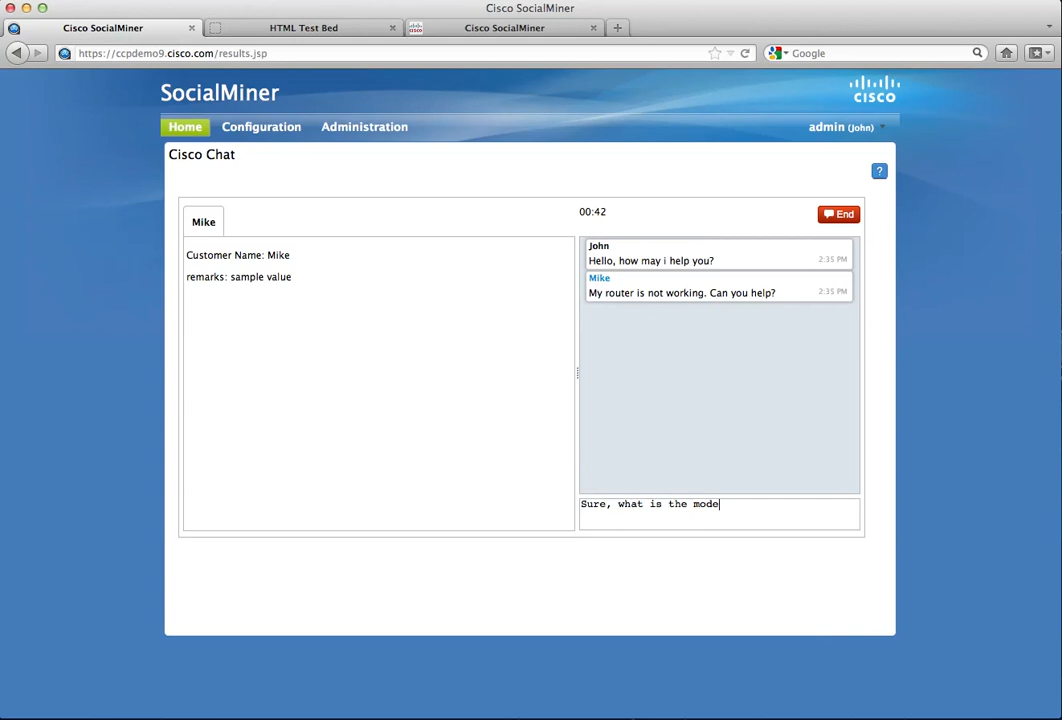 Cisco SocialMiner
Cisco SocialMiner
HTML Test Bed
Cisco SocialMiner
https://ccpdemo9.cisco.com/results.jsp
Google
SocialMiner
CISCO
Home
Configuration
Administration
admin (John)
Cisco Chat
?
Mike
00:42
End
Customer Name: Mike
remarks: sample value
John
Hello, how may i help you?
2:35 PM
Mike
My router is not working. Can you help?
2:35 PM
Sure, what is the mode